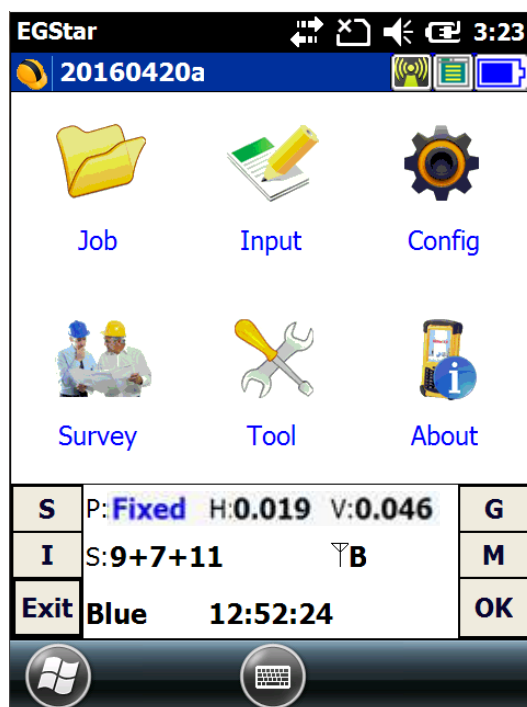 EGStar 3:23
20160420a
Job Input Config
Survey Tool About
S P:Fixed H:0.019 V:0.046 G
I S:9+7+11 B M
Exit Blue 12:52:24 OK